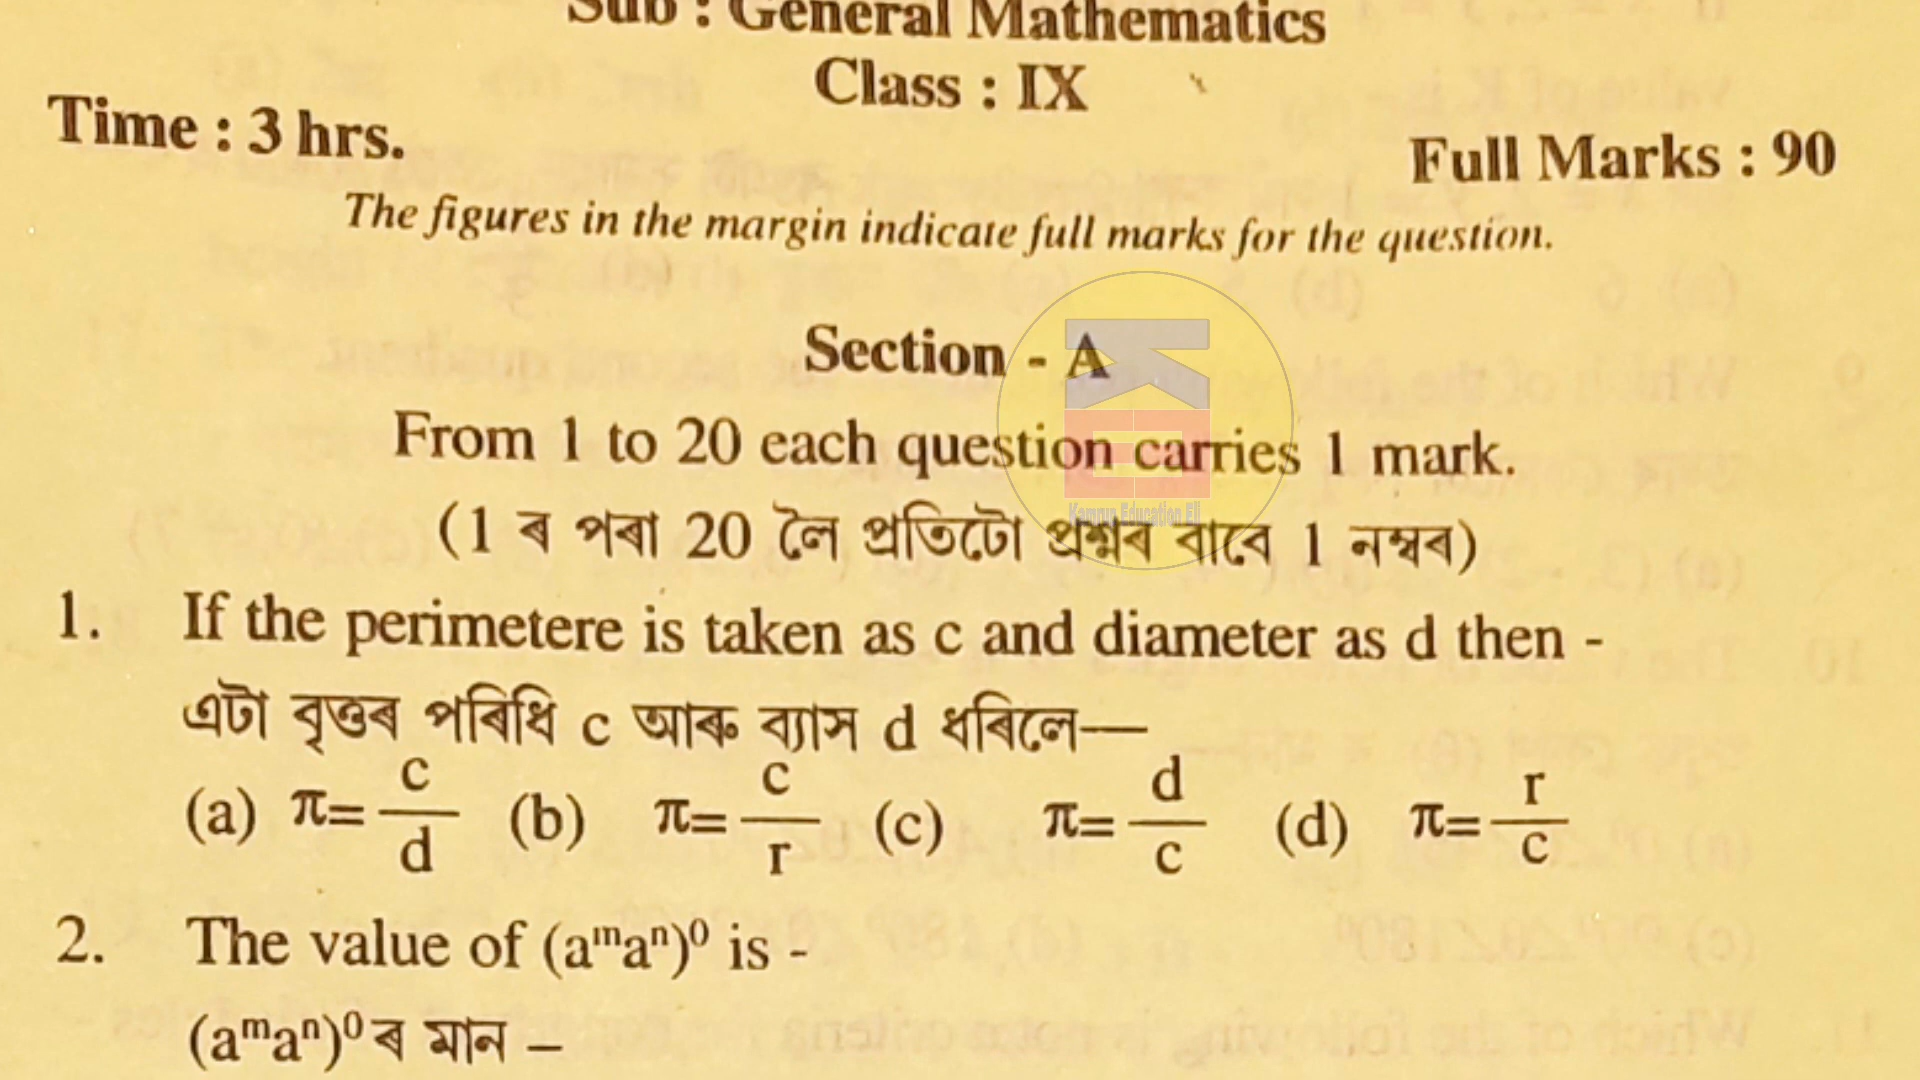 Sub : General Mathematics
Class : IX
Time : 3 hrs.
Full Marks : 90
The figures in the margin indicate full marks for the question.
Section - A
From 1 to 20 each question carries 1 mark.
(1 ৰ পৰা 20 লৈ প্ৰতিটো প্ৰশ্নৰ বাবে 1 নম্বৰ)
Kamrup Education Eli
1. If the perimetere is taken as c and diameter as d then -
এটা বৃত্তৰ পৰিধি c আৰু ব্যাস d ধৰিলে—
(a) π= c/d (b) π= c/r (c) π= d/c (d) π= r/c
2. The value of (aᵐaⁿ)⁰ is -
(aᵐaⁿ)⁰ৰ মান –